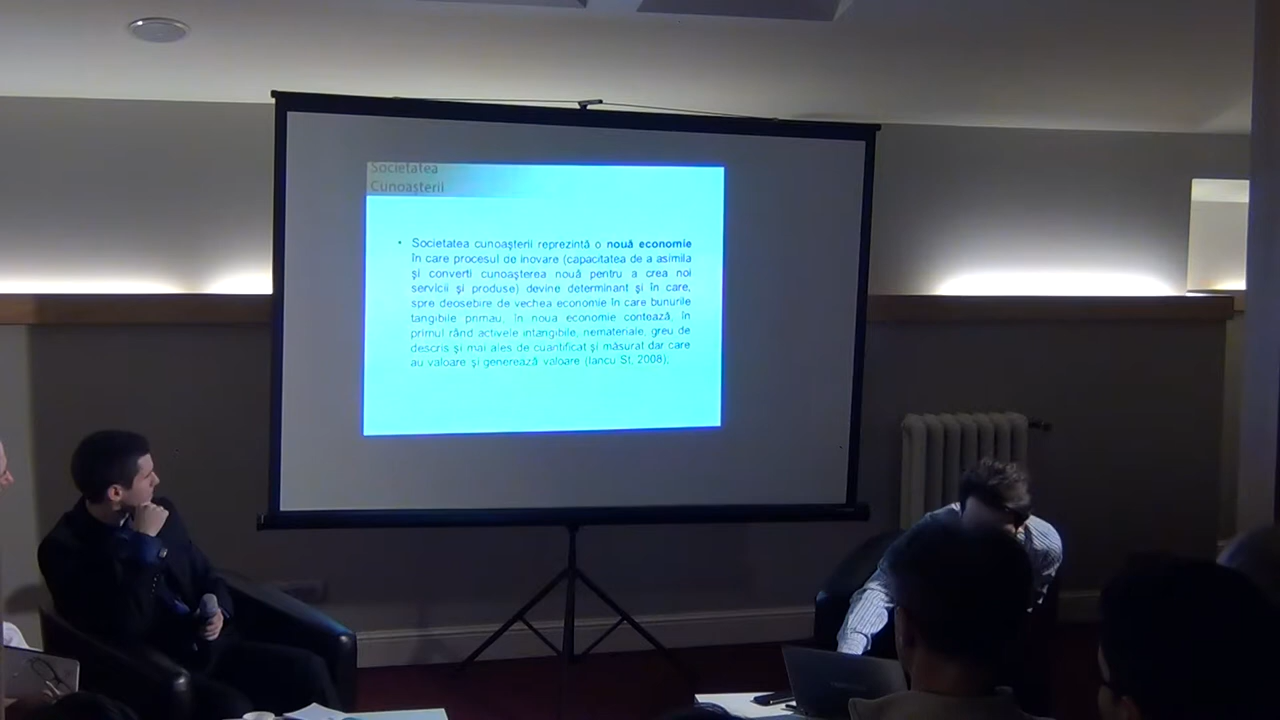 Societatea
Cunoașterii
• Societatea cunoașterii reprezintă o nouă economie
în care procesul de inovare (capacitatea de a asimila
și converti cunoașterea nouă pentru a crea noi
servicii și produse) devine determinant și în care,
spre deosebire de vechea economie în care bunurile
tangibile primau, în noua economie contează, în
primul rând activele intangibile, nemateriale, greu de
descris și mai ales de cuantificat și măsurat dar care
au valoare și generează valoare (Iancu St, 2008),